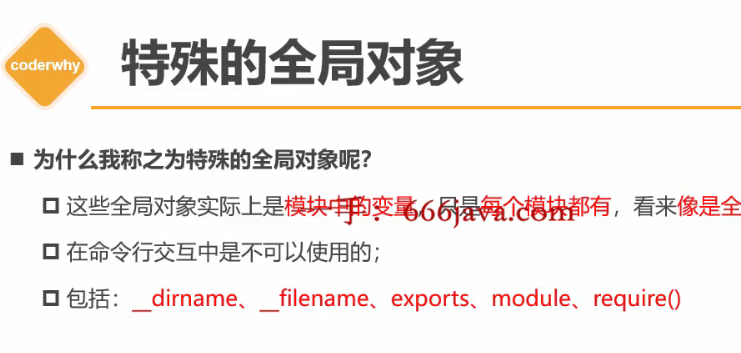 coderwhy
特殊的全局对象
■ 为什么我称之为特殊的全局对象呢?
这些全局对象实际上是模块中的变量，只是每个模块都有，看来像是全
一手：666java.com
在命令行交互中是不可以使用的；
包括：__dirname、__filename、exports、module、require()